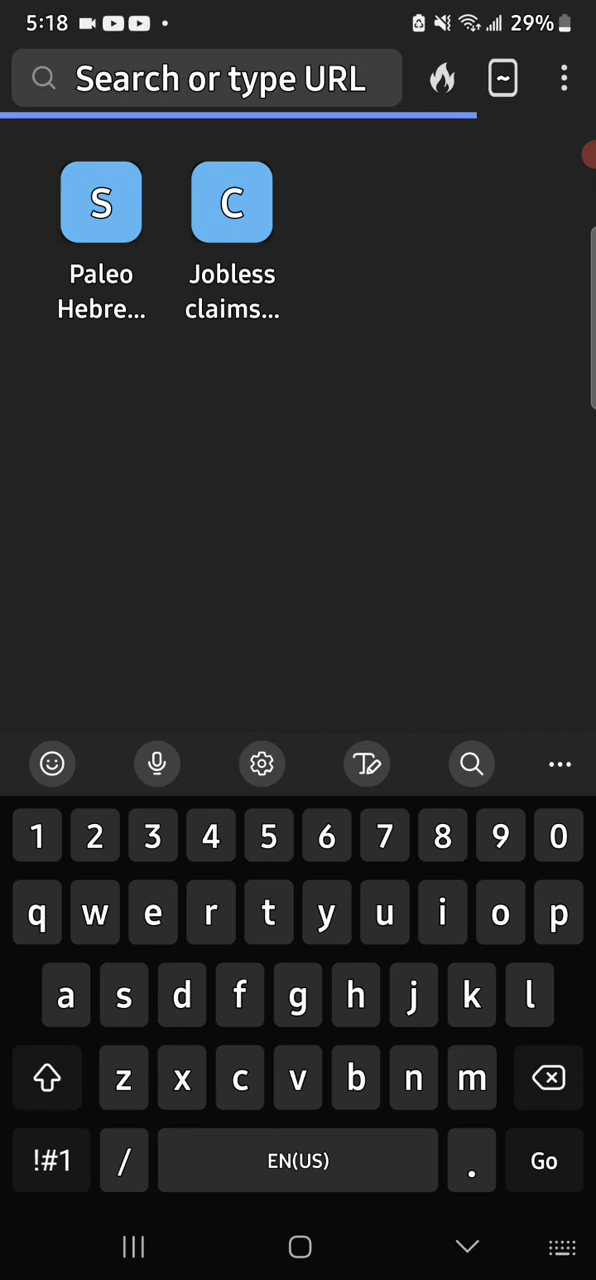 5:18 29%
Search or type URL
~
S C
Paleo Jobless
Hebre... claims...
1 2 3 4 5 6 7 8 9 0
q w e r t y u i o p
a s d f g h j k l
z x c v b n m
!#1 / EN(US) . Go